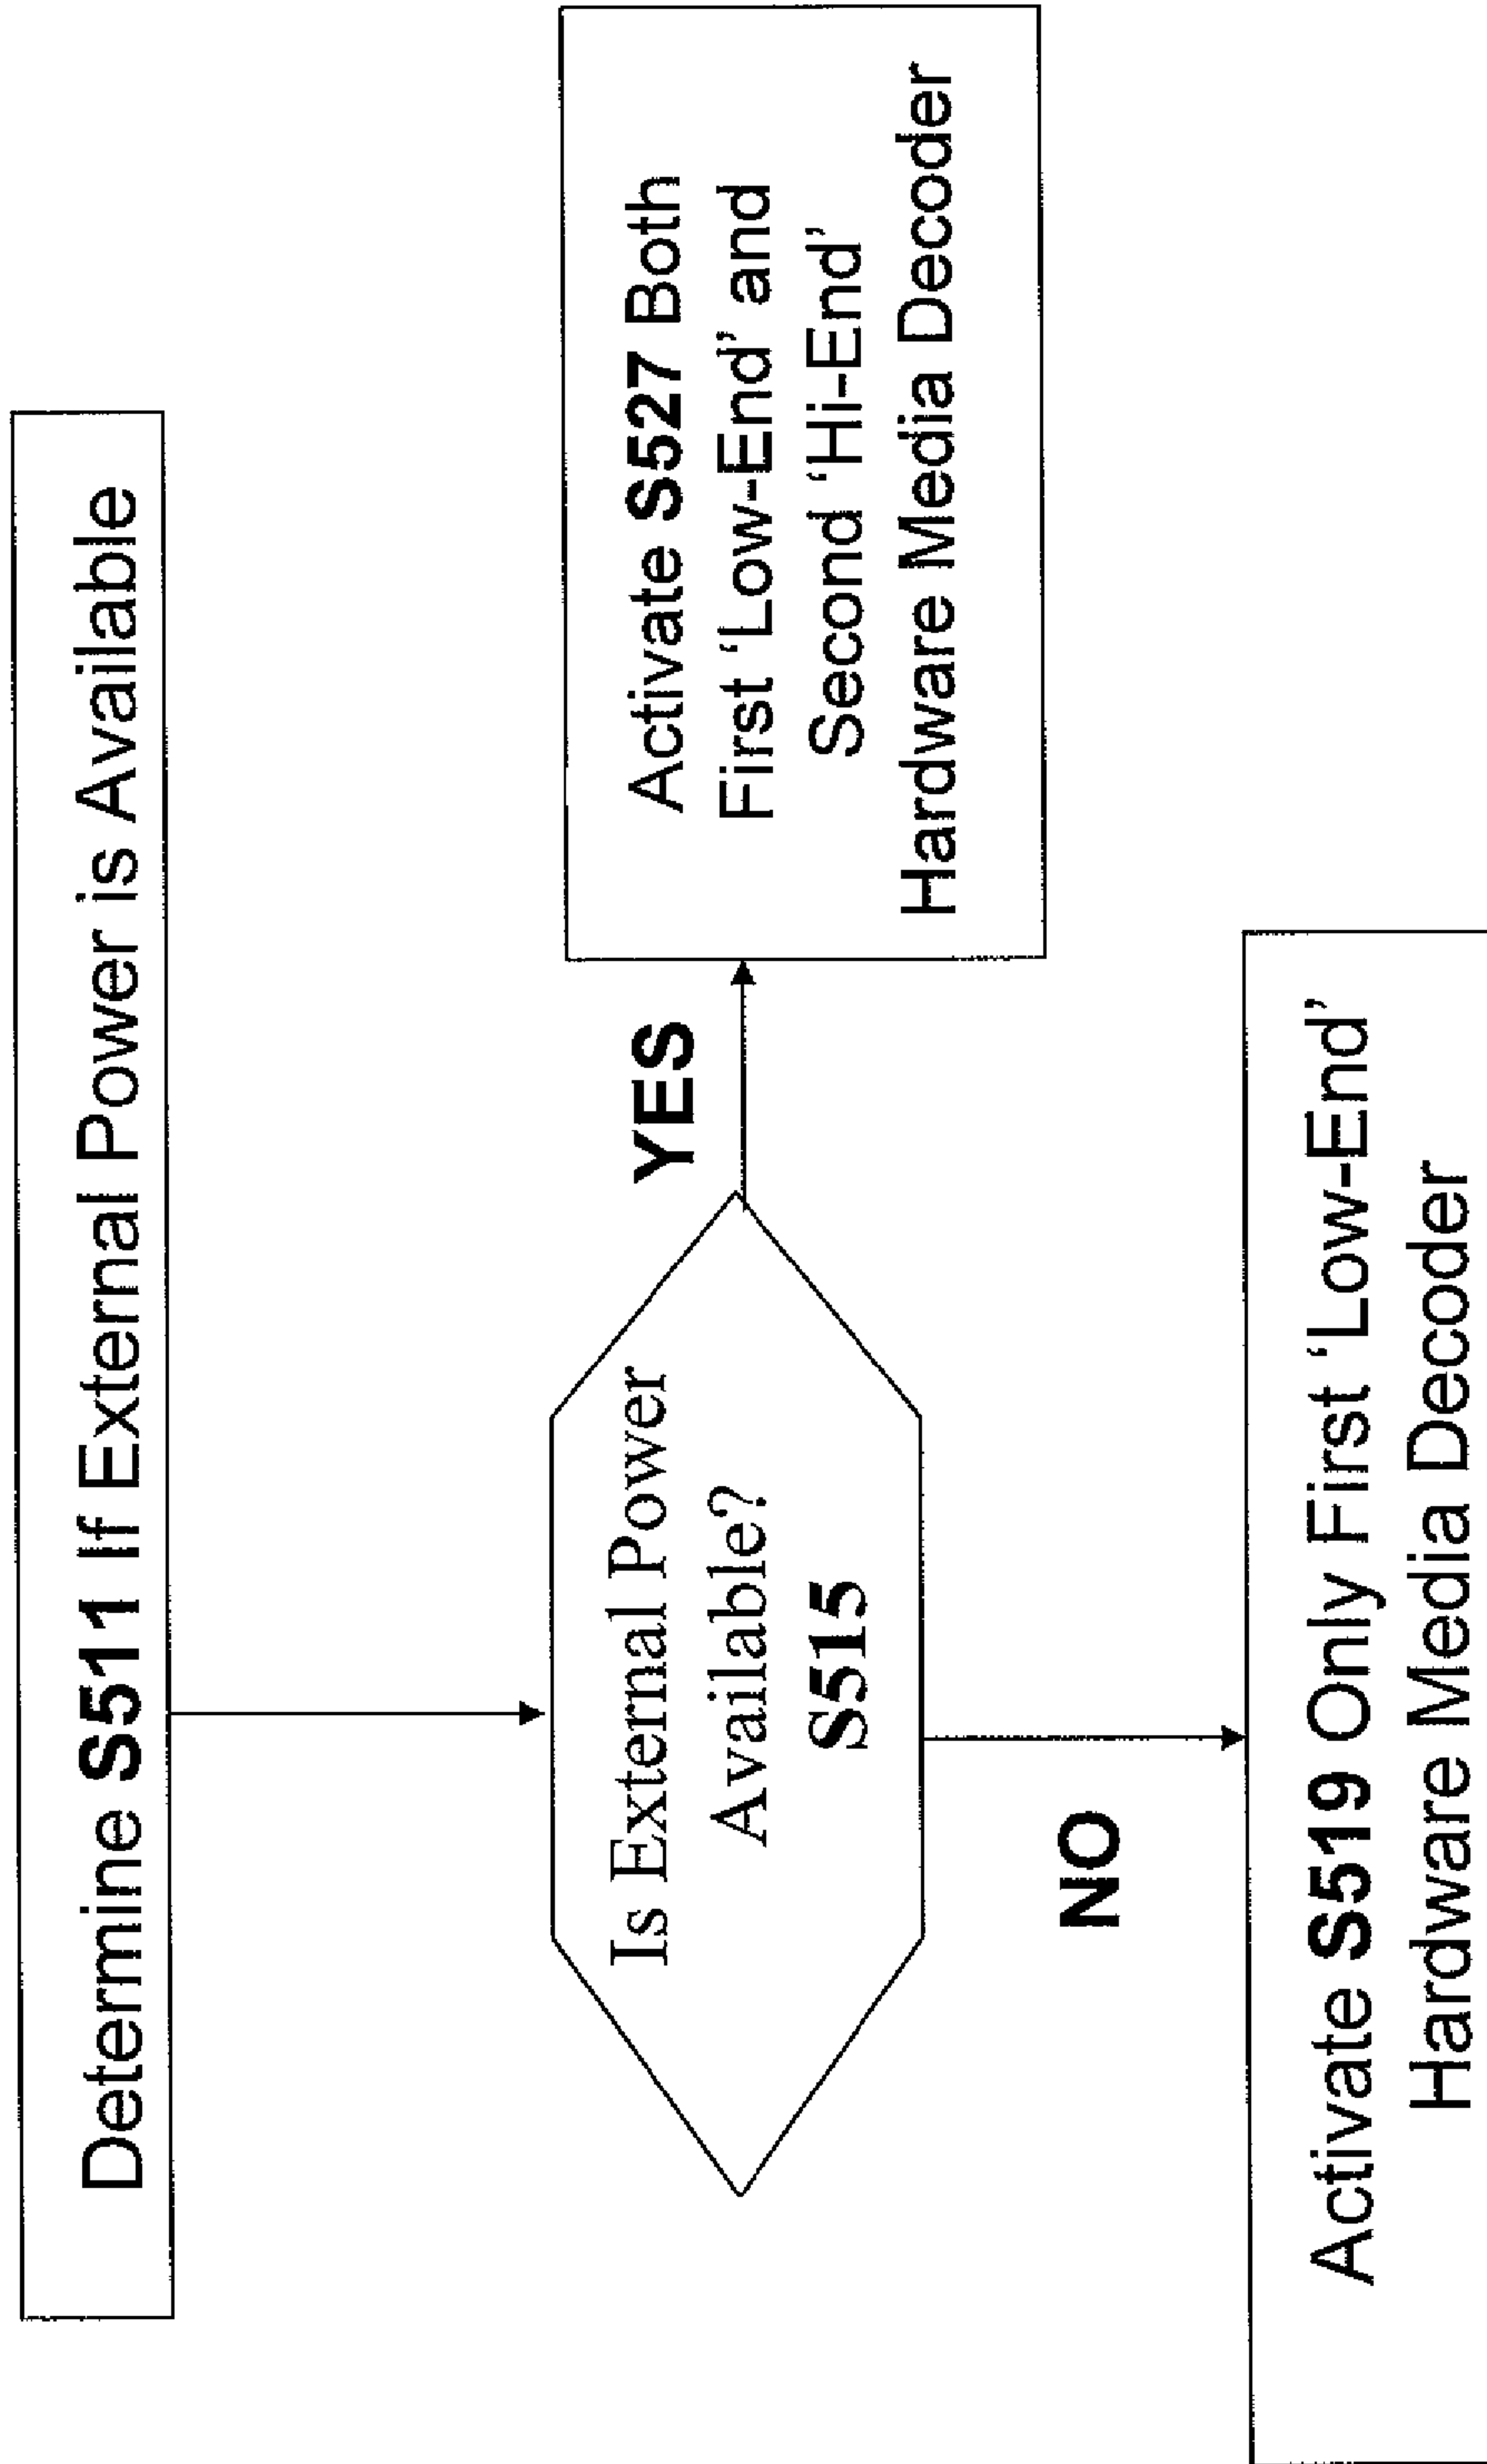 Determine S511 If External Power is Available
Is External Power
Available?
S515
YES
Activate S527 Both
First ‘Low-End’ and
Second ‘Hi-End’
Hardware Media Decoder
NO
Activate S519 Only First ‘Low-End’
Hardware Media Decoder